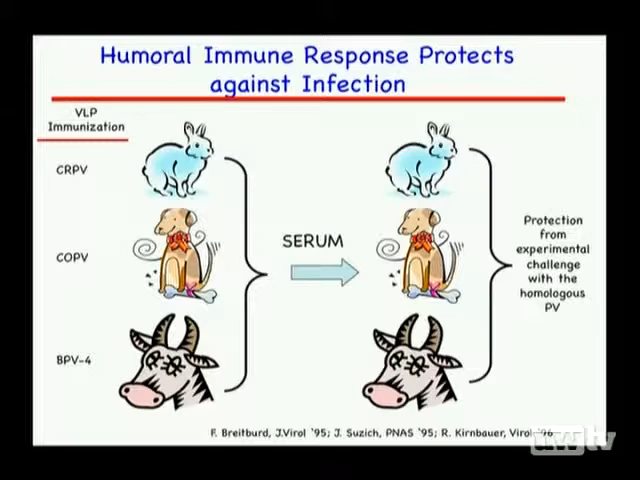 Humoral Immune Response Protects
against Infection
VLP
Immunization
CRPV
COPV
BPV-4
SERUM
Protection
from
experimental
challenge
with the
homologous
PV
F. Breitburd, J.Virol '95; J. Suzich, PNAS '95; R. Kirnbauer, Virol '96
uwtv